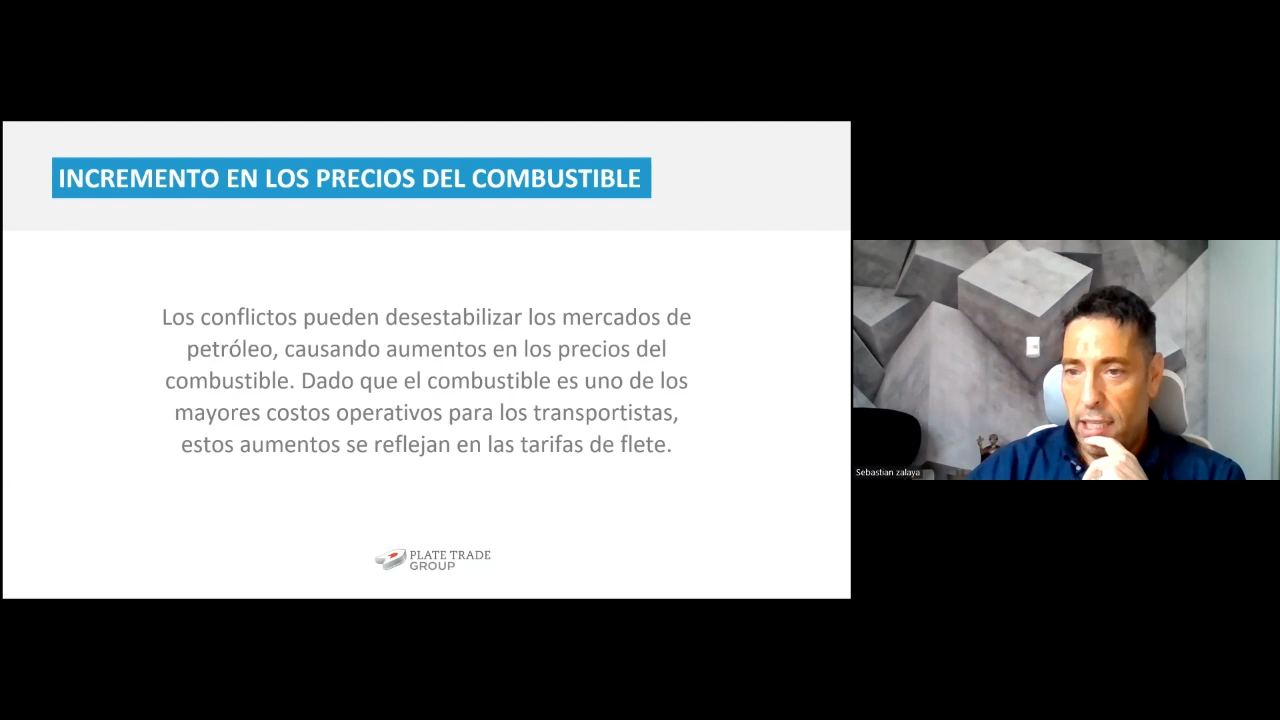 INCREMENTO EN LOS PRECIOS DEL COMBUSTIBLE
Los conflictos pueden desestabilizar los mercados de
petróleo, causando aumentos en los precios del
combustible. Dado que el combustible es uno de los
mayores costos operativos para los transportistas,
estos aumentos se reflejan en las tarifas de flete.
PLATE TRADE
GROUP
Sebastian zalaya